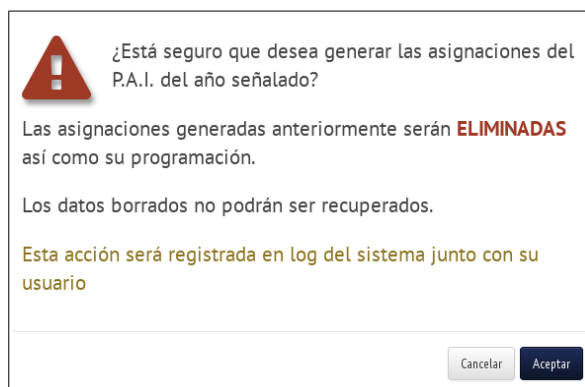 ¿Está seguro que desea generar las asignaciones del
P.A.I. del año señalado?
Las asignaciones generadas anteriormente serán ELIMINADAS
así como su programación.
Los datos borrados no podrán ser recuperados.
Esta acción será registrada en log del sistema junto con su
usuario
Cancelar
Aceptar